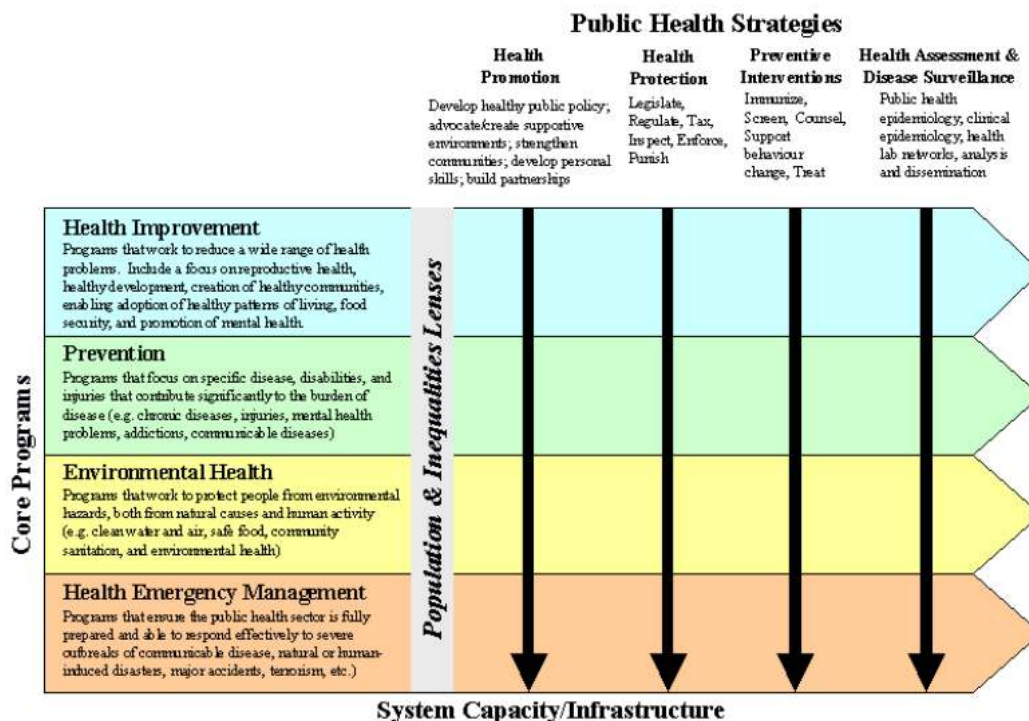 Public Health Strategies
Health
Promotion
Develop healthy public policy;
advocate/create supportive
environments; strengthen
communities; develop personal
skills; build partnerships
Health
Protection
Legislate,
Regulate, Tax,
Inspect, Enforce,
Punish
Preventive
Interventions
Immunize,
Screen, Counsel,
Support
behaviour
change, Treat
Health Assessment &
Disease Surveillance
Public health
epidemiology, clinical
epidemiology, health
lab networks, analysis
and dissemination
Core Programs
Health Improvement
Programs that work to reduce a wide range of health
problems. Include a focus on reproductive health,
healthy development, creation of healthy communities,
enabling adoption of healthy patterns of living, food
security, and promotion of mental health.
Prevention
Programs that focus on specific disease, disabilities, and
injuries that contribute significantly to the burden of
disease (e.g. chronic diseases, injuries, mental health
problems, addictions, communicable diseases)
Environmental Health
Programs that work to protect people from environmental
hazards, both from natural causes and human activity
(e.g. clean water and air, safe food, community
sanitation, and environmental health)
Health Emergency Management
Programs that ensure the public health sector is fully
prepared and able to respond effectively to severe
outbreaks of communicable disease, natural or human-
induced disasters, major accidents, terrorism, etc.)
Population & Inequalities Lenses
System Capacity/Infrastructure